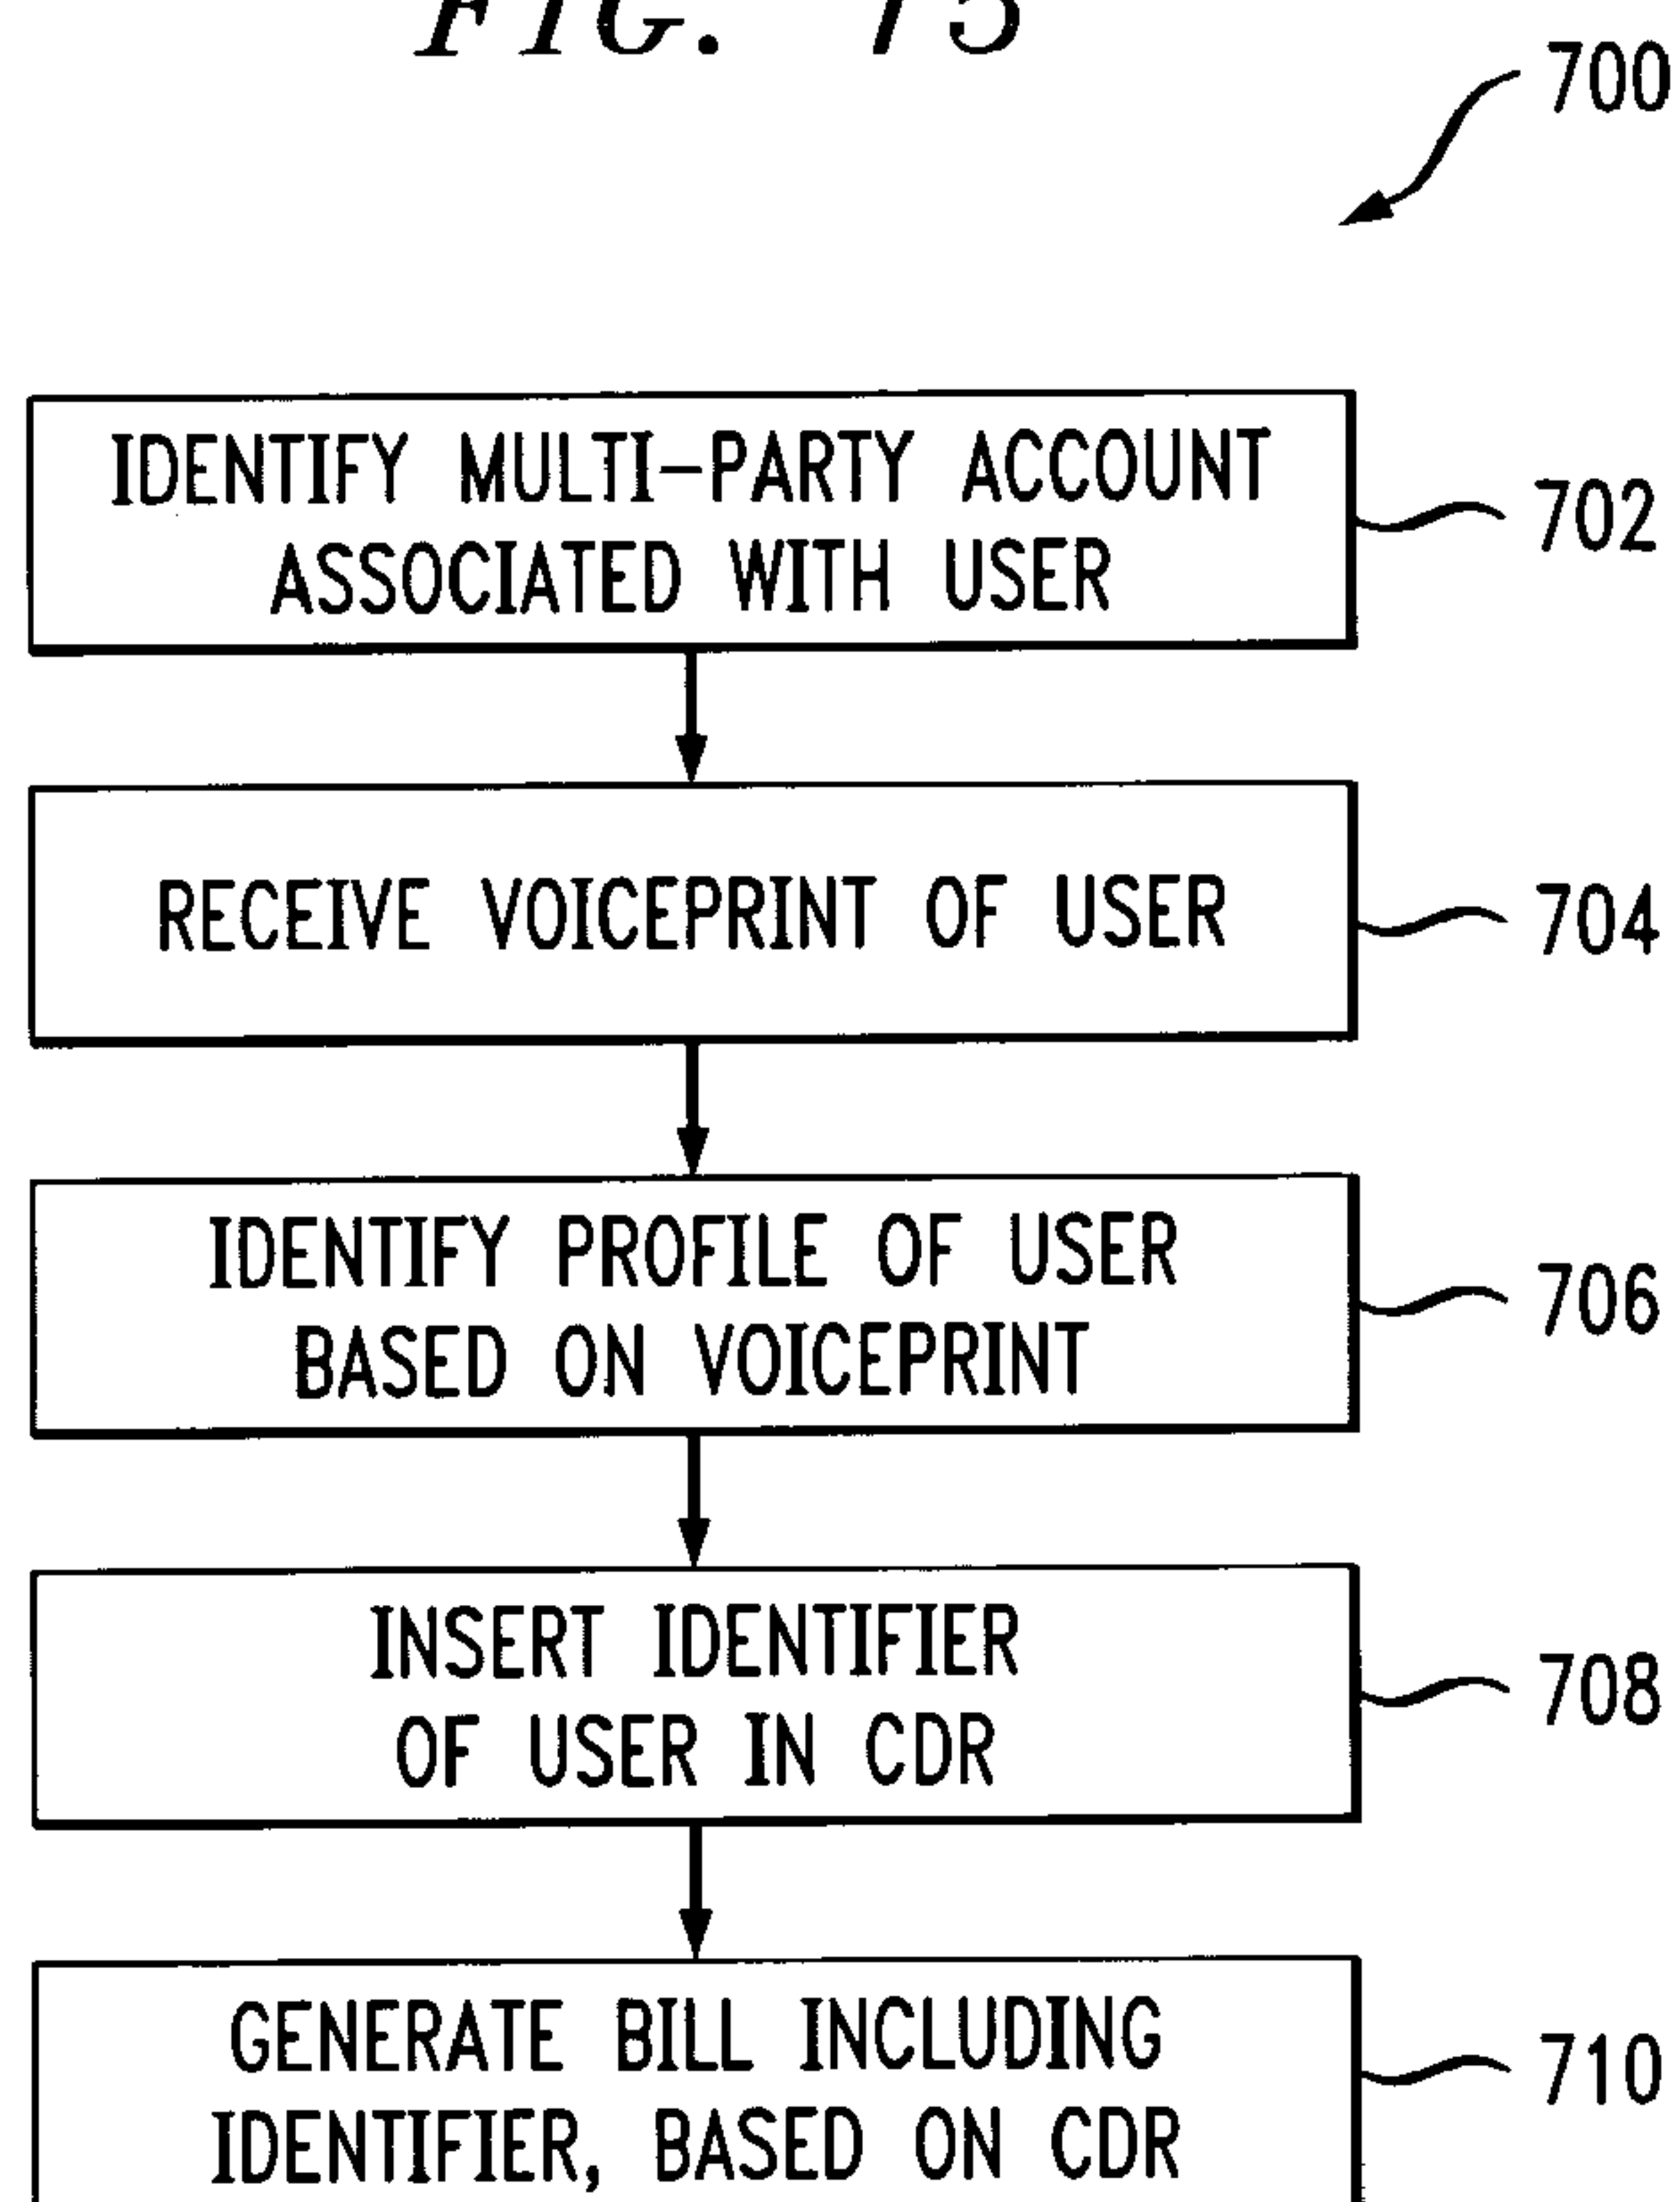 FIG.
700
IDENTIFY MULTI-PARTY ACCOUNT
ASSOCIATED WITH USER
702
RECEIVE VOICEPRINT OF USER
704
IDENTIFY PROFILE OF USER
BASED ON VOICEPRINT
706
INSERT IDENTIFIER
OF USER IN CDR
708
GENERATE BILL INCLUDING
IDENTIFIER, BASED ON CDR
710